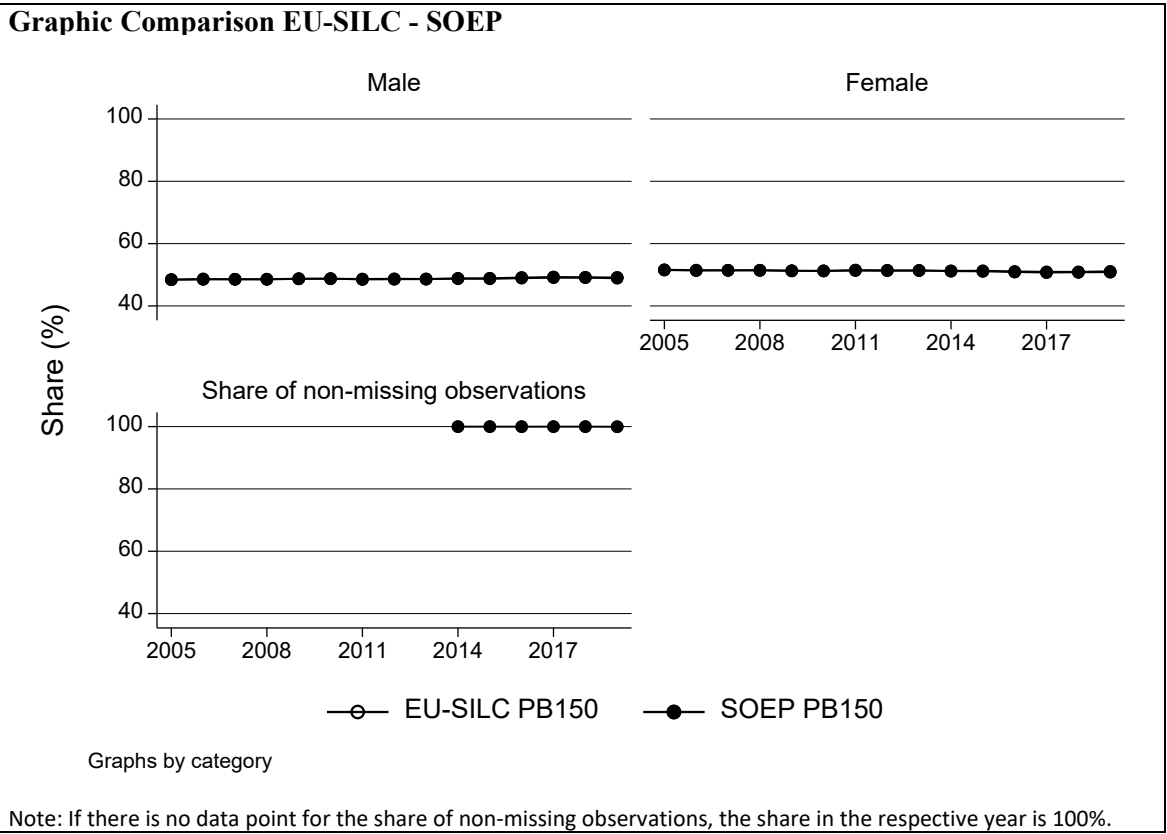 Graphic Comparison EU-SILC - SOEP
Male
Female
100
80
60
40
2005 2008 2011 2014 2017
Share (%)
Share of non-missing observations
100
80
60
40
2005 2008 2011 2014 2017
EU-SILC PB150 SOEP PB150
Graphs by category
Note: If there is no data point for the share of non-missing observations, the share in the respective year is 100%.